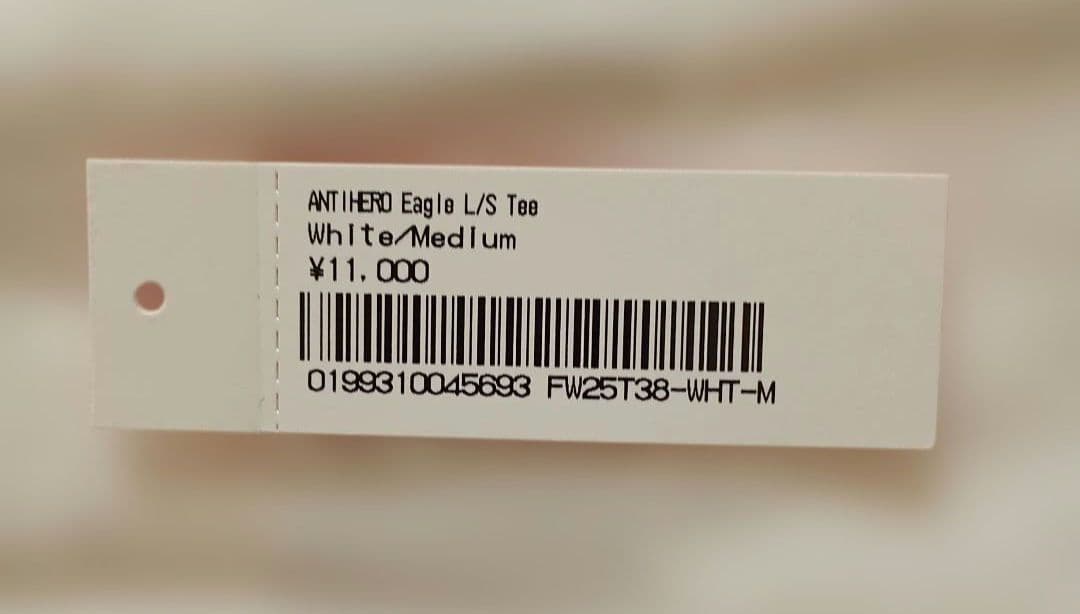 ANTIHERO Eagle L/S Tee
White/Medium
¥11,000
0199310045693 FW25T38-WHT-M